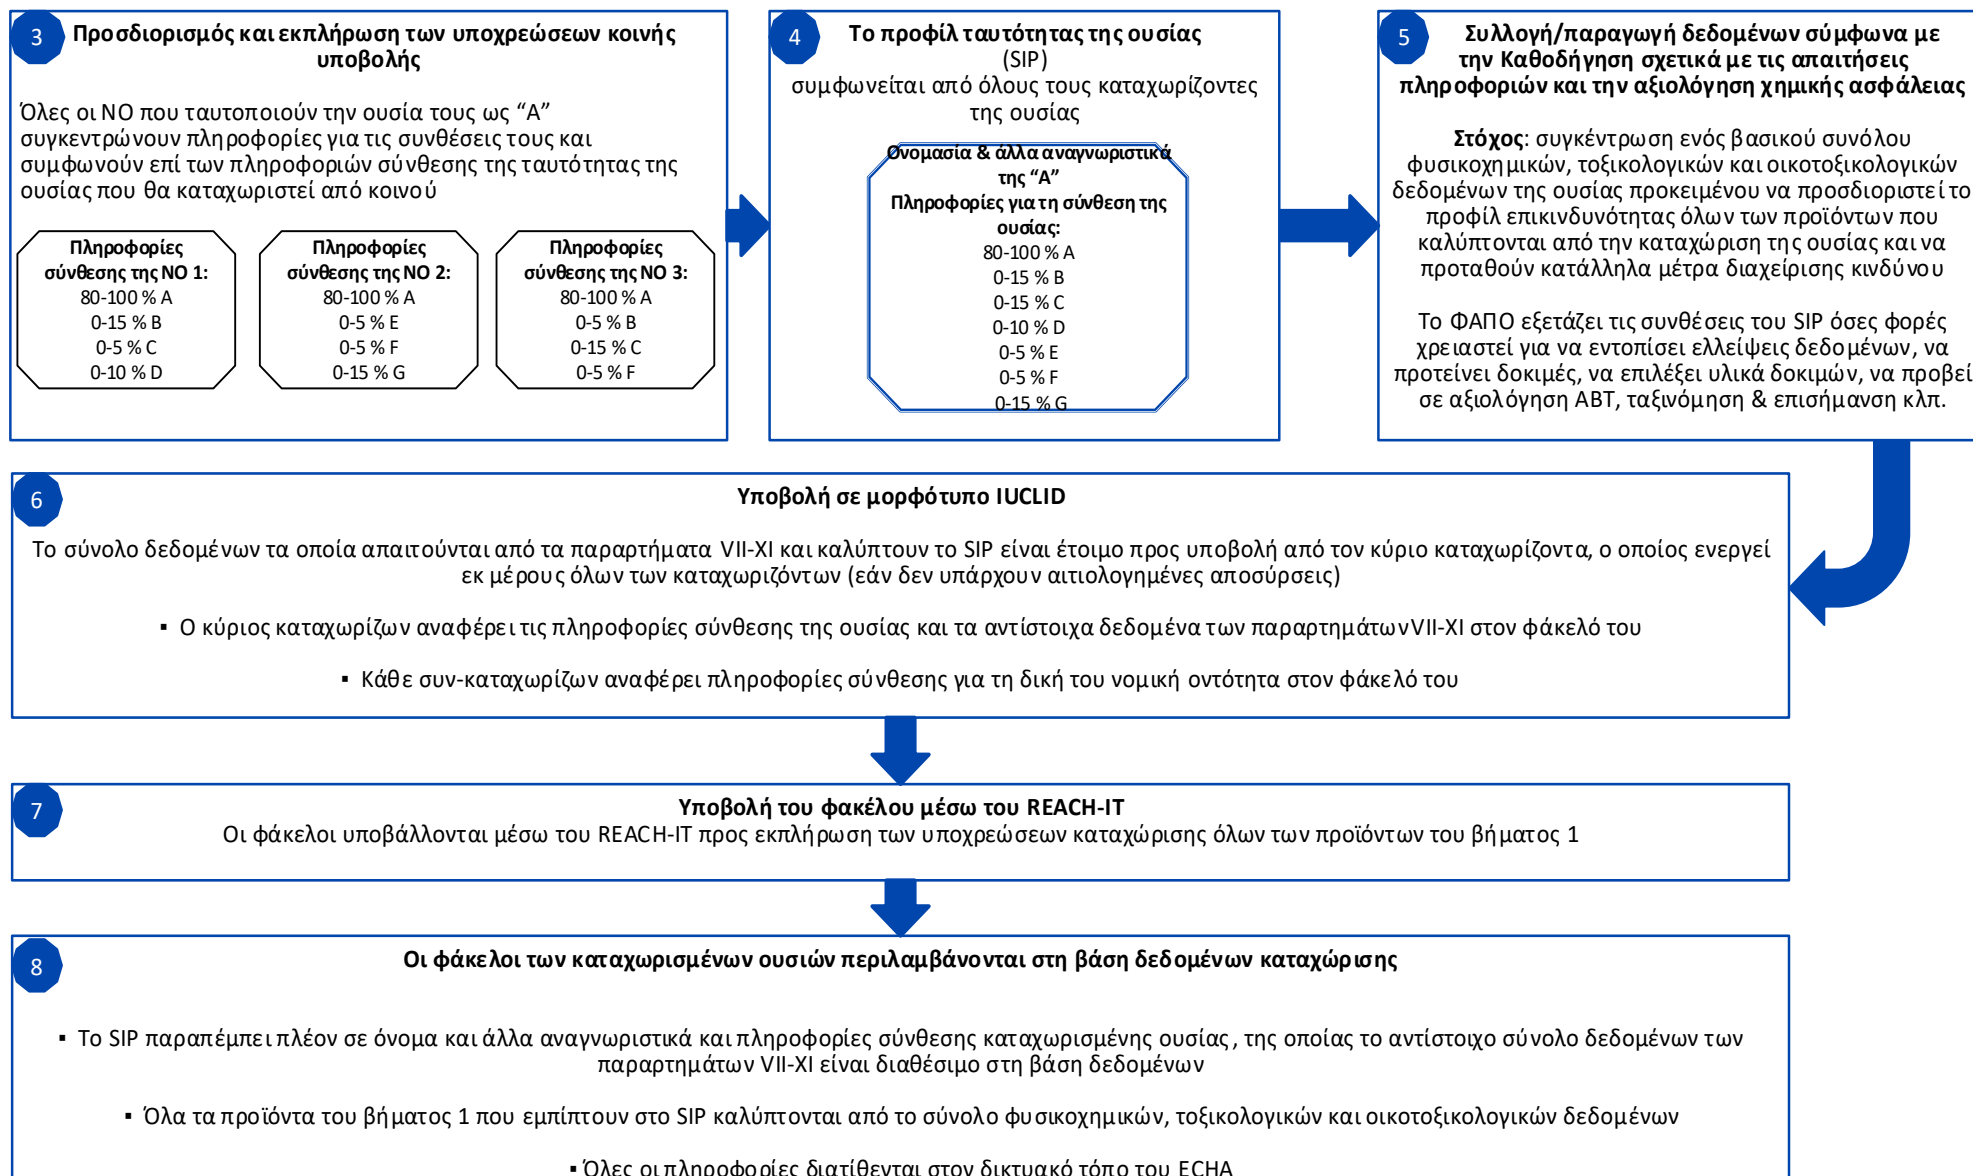 3
Προσδιορισμός και εκπλήρωση των υποχρεώσεων κοινής
υποβολής
Όλες οι ΝΟ που ταυτοποιούν την ουσία τους ως “Α”
συγκεντρώνουν πληροφορίες για τις συνθέσεις τους και
συμφωνούν επί των πληροφοριών σύνθεσης της ταυτότητας της
ουσίας που θα καταχωριστεί από κοινού
Πληροφορίες
σύνθεσης της ΝΟ 1:
80-100 % A
0-15 % B
0-5 % C
0-10 % D
Πληροφορίες
σύνθεσης της ΝΟ 2:
80-100 % A
0-5 % E
0-5 % F
0-15 % G
Πληροφορίες
σύνθεσης της ΝΟ 3:
80-100 % A
0-5 % B
0-15 % C
0-5 % F
4
Το προφίλ ταυτότητας της ουσίας
(SIP)
συμφωνείται από όλους τους καταχωρίζοντες
της ουσίας
Ονομασία & άλλα αναγνωριστικά
της “Α”
Πληροφορίες για τη σύνθεση της
ουσίας:
80-100 % A
0-15 % B
0-15 % C
0-10 % D
0-5 % E
0-5 % F
0-15 % G
5
Συλλογή/παραγωγή δεδομένων σύμφωνα με
την Καθοδήγηση σχετικά με τις απαιτήσεις
πληροφοριών και την αξιολόγηση χημικής ασφάλειας
Στόχος: συγκέντρωση ενός βασικού συνόλου
φυσικοχημικών, τοξικολογικών και οικοτοξικολογικών
δεδομένων της ουσίας προκειμένου να προσδιοριστεί το
προφίλ επικινδυνότητας όλων των προϊόντων που
καλύπτονται από την καταχώριση της ουσίας και να
προταθούν κατάλληλα μέτρα διαχείρισης κινδύνου
Το ΦΑΠΟ εξετάζει τις συνθέσεις του SIP όσες φορές
χρειαστεί για να εντοπίσει ελλείψεις δεδομένων, να
προτείνει δοκιμές, να επιλέξει υλικά δοκιμών, να προβεί
σε αξιολόγηση ΑΒΤ, ταξινόμηση & επισήμανση κλπ.
6
Υποβολή σε μορφότυπο IUCLID
Το σύνολο δεδομένων τα οποία απαιτούνται από τα παραρτήματα VII-XI και καλύπτουν το SIP είναι έτοιμο προς υποβολή από τον κύριο καταχωρίζοντα, ο οποίος ενεργεί
εκ μέρους όλων των καταχωριζόντων (εάν δεν υπάρχουν αιτιολογημένες αποσύρσεις)
▪ Ο κύριος καταχωρίζων αναφέρει τις πληροφορίες σύνθεσης της ουσίας και τα αντίστοιχα δεδομένα των παραρτημάτων VII-XI στον φάκελό του
▪ Κάθε συν-καταχωρίζων αναφέρει πληροφορίες σύνθεσης για τη δική του νομική οντότητα στον φάκελό του
7
Υποβολή του φακέλου μέσω του REACH-IT
Οι φάκελοι υποβάλλονται μέσω του REACH-IT προς εκπλήρωση των υποχρεώσεων καταχώρισης όλων των προϊόντων του βήματος 1
8
Οι φάκελοι των καταχωρισμένων ουσιών περιλαμβάνονται στη βάση δεδομένων καταχώρισης
▪ Το SIP παραπέμπει πλέον σε όνομα και άλλα αναγνωριστικά και πληροφορίες σύνθεσης καταχωρισμένης ουσίας, της οποίας το αντίστοιχο σύνολο δεδομένων των
παραρτημάτων VII-XI είναι διαθέσιμο στη βάση δεδομένων
▪ Όλα τα προϊόντα του βήματος 1 που εμπίπτουν στο SIP καλύπτονται από το σύνολο φυσικοχημικών, τοξικολογικών και οικοτοξικολογικών δεδομένων
▪ Όλες οι πληροφορίες διατίθενται στον δικτυακό τόπο του ECHA